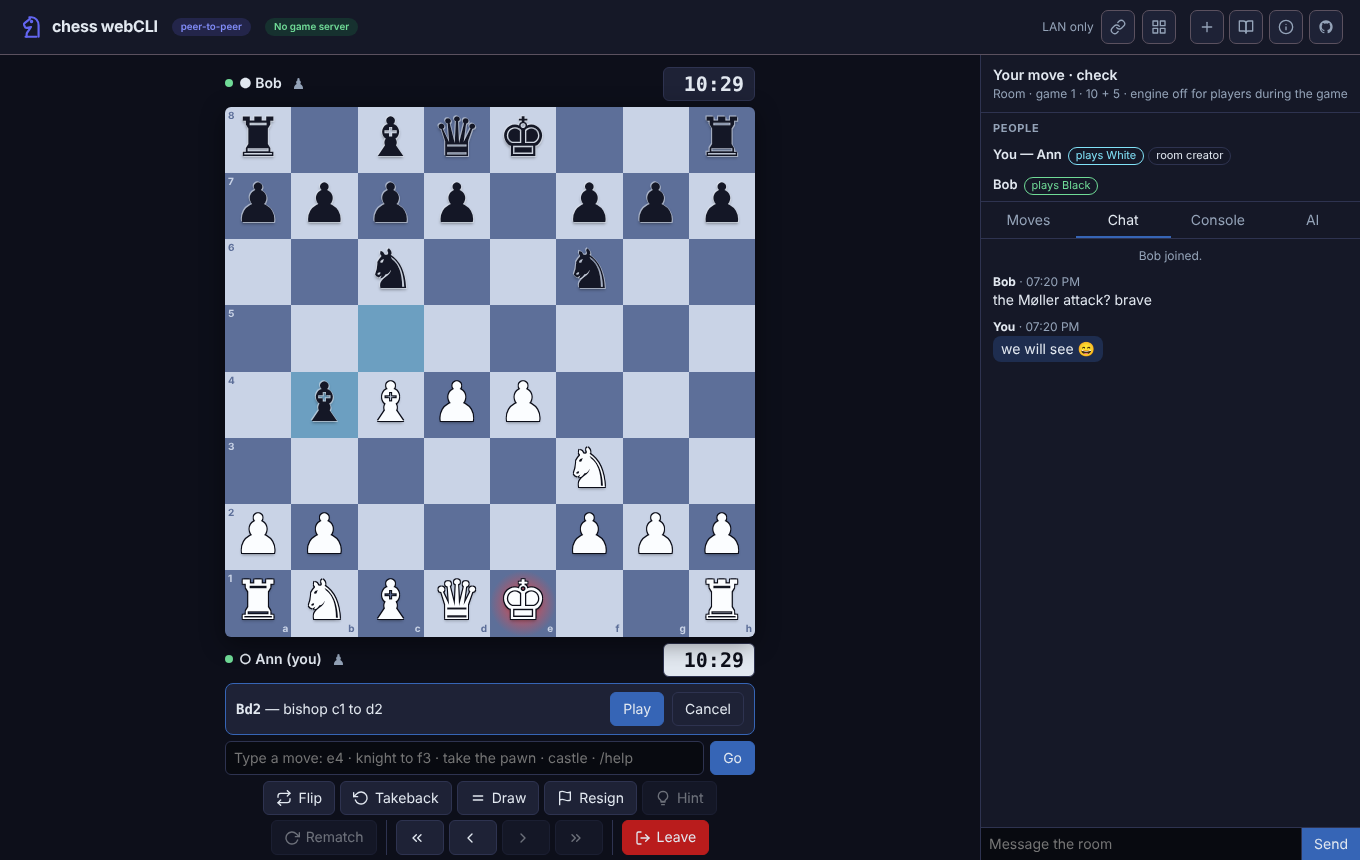 chess webCLI peer-to-peer No game server LAN only
Bob 10:29
8
7
6
5
4
3
2
1 a b c d e f g h
Ann (you) 10:29
Bd2 — bishop c1 to d2 Play Cancel
Type a move: e4 · knight to f3 · take the pawn · castle · /help Go
Flip Takeback Draw Resign Hint
Rematch « ‹ › » Leave
Your move · check
Room · game 1 · 10 + 5 · engine off for players during the game
PEOPLE
You — Ann plays White room creator
Bob plays Black
Moves Chat Console AI
Bob joined.
Bob · 07:20 PM
the Møller attack? brave
You · 07:20 PM
we will see 😄
Message the room Send